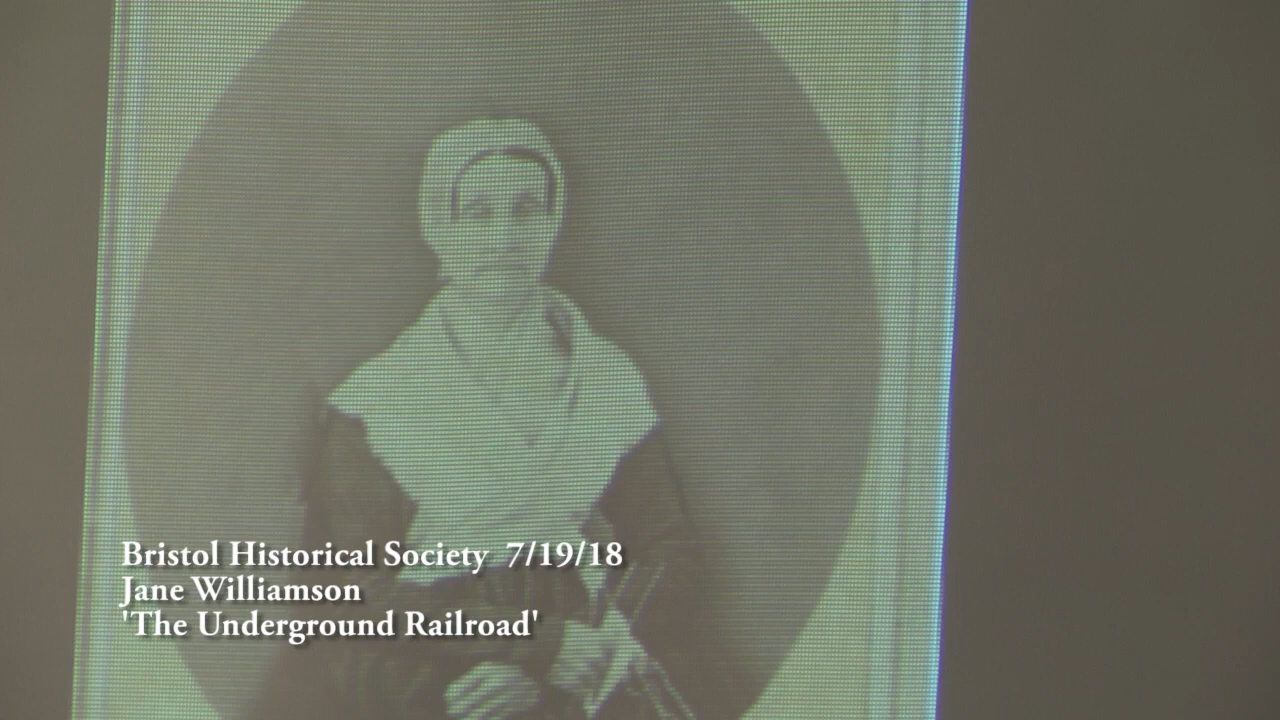 Bristol Historical Society 7/19/18
Jane Williamson
'The Underground Railroad'